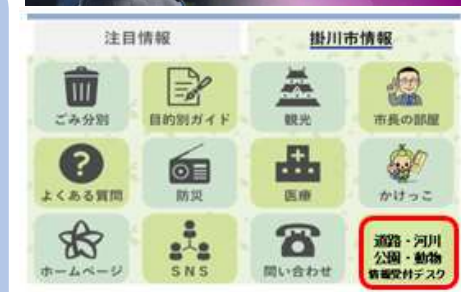 注目情報
掛川市情報
ごみ分別
目的別ガイド
観光
市長の部屋
よくある質問
防災
医療
かけっこ
ホームページ
SNS
問い合わせ
道路・河川
公園・動物
情報受付デスク